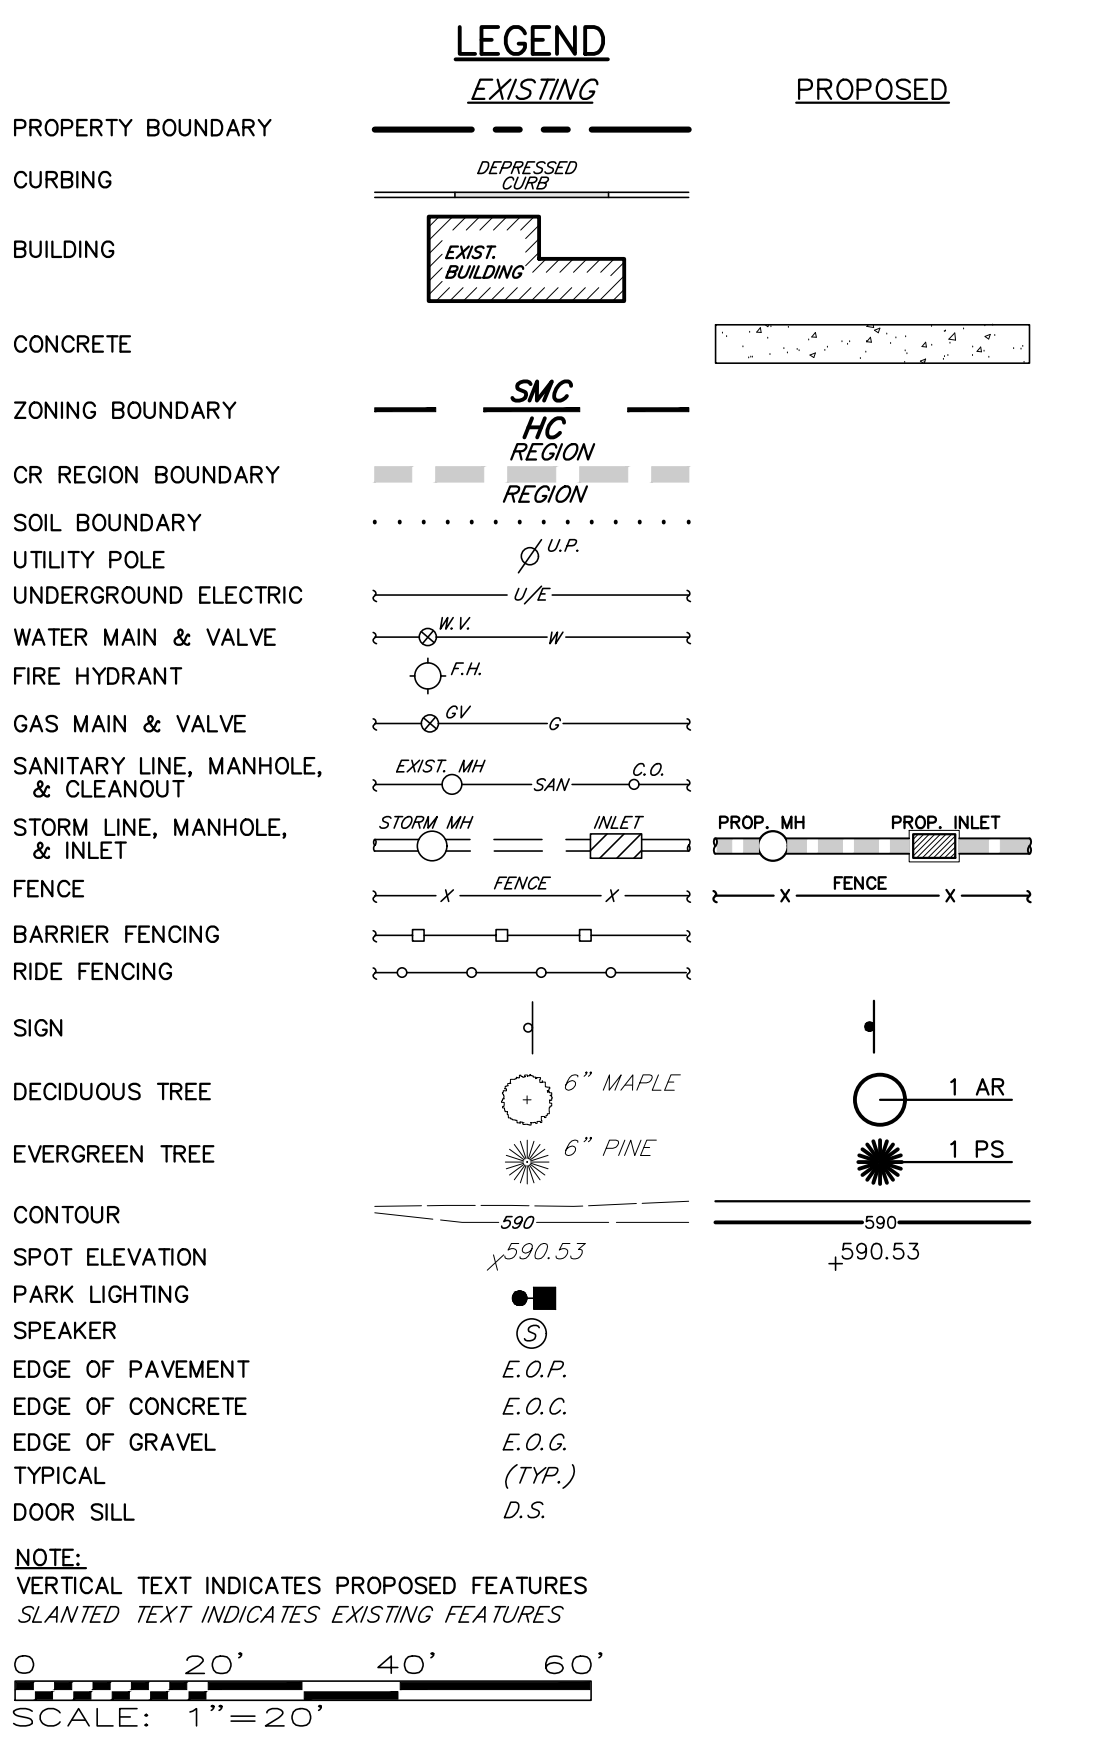 LEGEND
EXISTING PROPOSED
PROPERTY BOUNDARY
CURBING DEPRESSED
CURB
BUILDING EXIST.
BUILDING
CONCRETE
ZONING BOUNDARY SMC
HC
REGION
CR REGION BOUNDARY
REGION
SOIL BOUNDARY
UTILITY POLE U.P.
UNDERGROUND ELECTRIC U/E
WATER MAIN & VALVE W.V. W
FIRE HYDRANT F.H.
GAS MAIN & VALVE GV G
SANITARY LINE, MANHOLE, EXIST. MH C.O.
& CLEANOUT SAN
STORM LINE, MANHOLE, STORM MH INLET PROP. MH PROP. INLET
& INLET
FENCE X FENCE X X FENCE X
BARRIER FENCING
RIDE FENCING
SIGN
DECIDUOUS TREE 6" MAPLE 1 AR
EVERGREEN TREE 6" PINE 1 PS
CONTOUR 590 590
SPOT ELEVATION X 590.53 +590.53
PARK LIGHTING
SPEAKER S
EDGE OF PAVEMENT E.O.P.
EDGE OF CONCRETE E.O.C.
EDGE OF GRAVEL E.O.G.
TYPICAL (TYP.)
DOOR SILL D.S.
NOTE:
VERTICAL TEXT INDICATES PROPOSED FEATURES
SLANTED TEXT INDICATES EXISTING FEATURES
0 20' 40' 60'
SCALE: 1"=20'